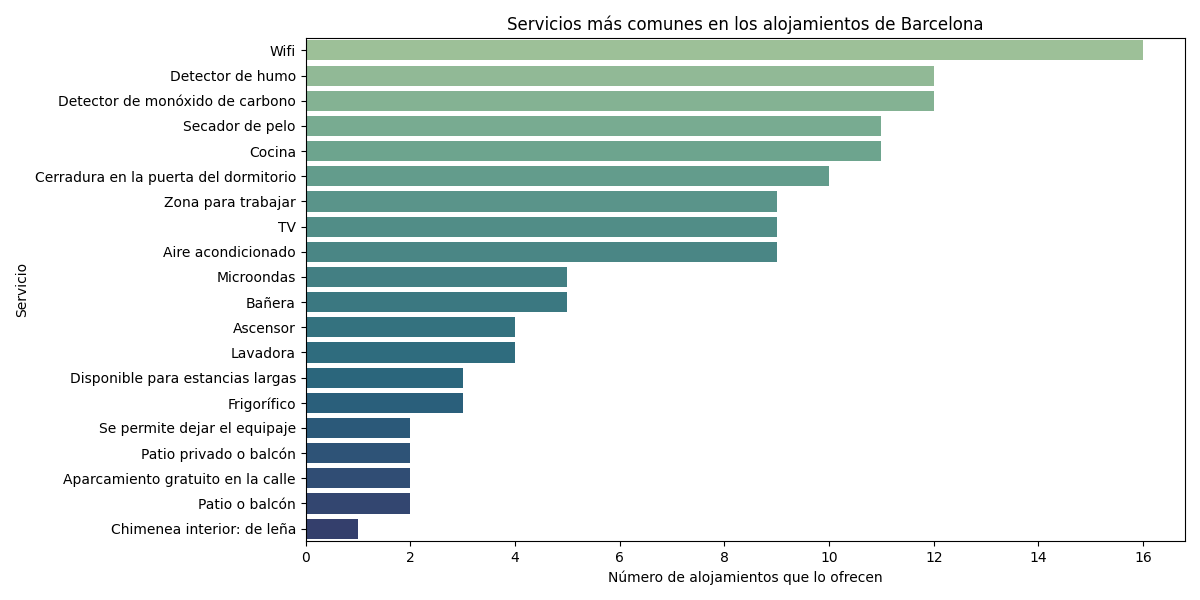 Servicios más comunes en los alojamientos de Barcelona
Wifi
Detector de humo
Detector de monóxido de carbono
Secador de pelo
Cocina
Cerradura en la puerta del dormitorio
Zona para trabajar
TV
Aire acondicionado
Microondas
Bañera
Ascensor
Lavadora
Disponible para estancias largas
Frigorífico
Se permite dejar el equipaje
Patio privado o balcón
Aparcamiento gratuito en la calle
Patio o balcón
Chimenea interior: de leña
Servicio
0 2 4 6 8 10 12 14 16
Número de alojamientos que lo ofrecen